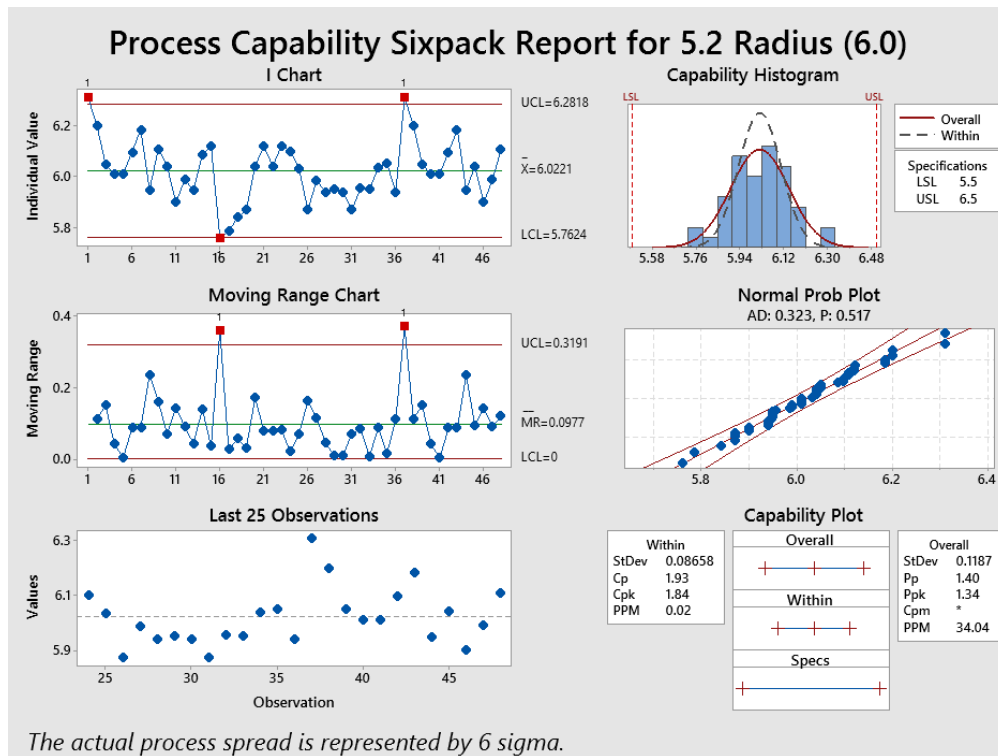 Process Capability Sixpack Report for 5.2 Radius (6.0)
I Chart
Individual Value
6.2
6.0
5.8
1
1
1
UCL=6.2818
X̄=6.0221
LCL=5.7624
1 6 11 16 21 26 31 36 41 46
Moving Range Chart
Moving Range
0.4
0.2
0.0
1
1
UCL=0.3191
M̅R̅=0.0977
LCL=0
1 6 11 16 21 26 31 36 41 46
Last 25 Observations
Values
6.3
6.1
5.9
25 30 35 40 45
Observation
Capability Histogram
LSL USL
5.58 5.76 5.94 6.12 6.30 6.48
Overall
Within
Specifications
LSL 5.5
USL 6.5
Normal Prob Plot
AD: 0.323, P: 0.517
5.8 6.0 6.2 6.4
Capability Plot
Within
StDev 0.08658
Cp 1.93
Cpk 1.84
PPM 0.02
Overall
Within
Specs
Overall
StDev 0.1187
Pp 1.40
Ppk 1.34
Cpm *
PPM 34.04
The actual process spread is represented by 6 sigma.